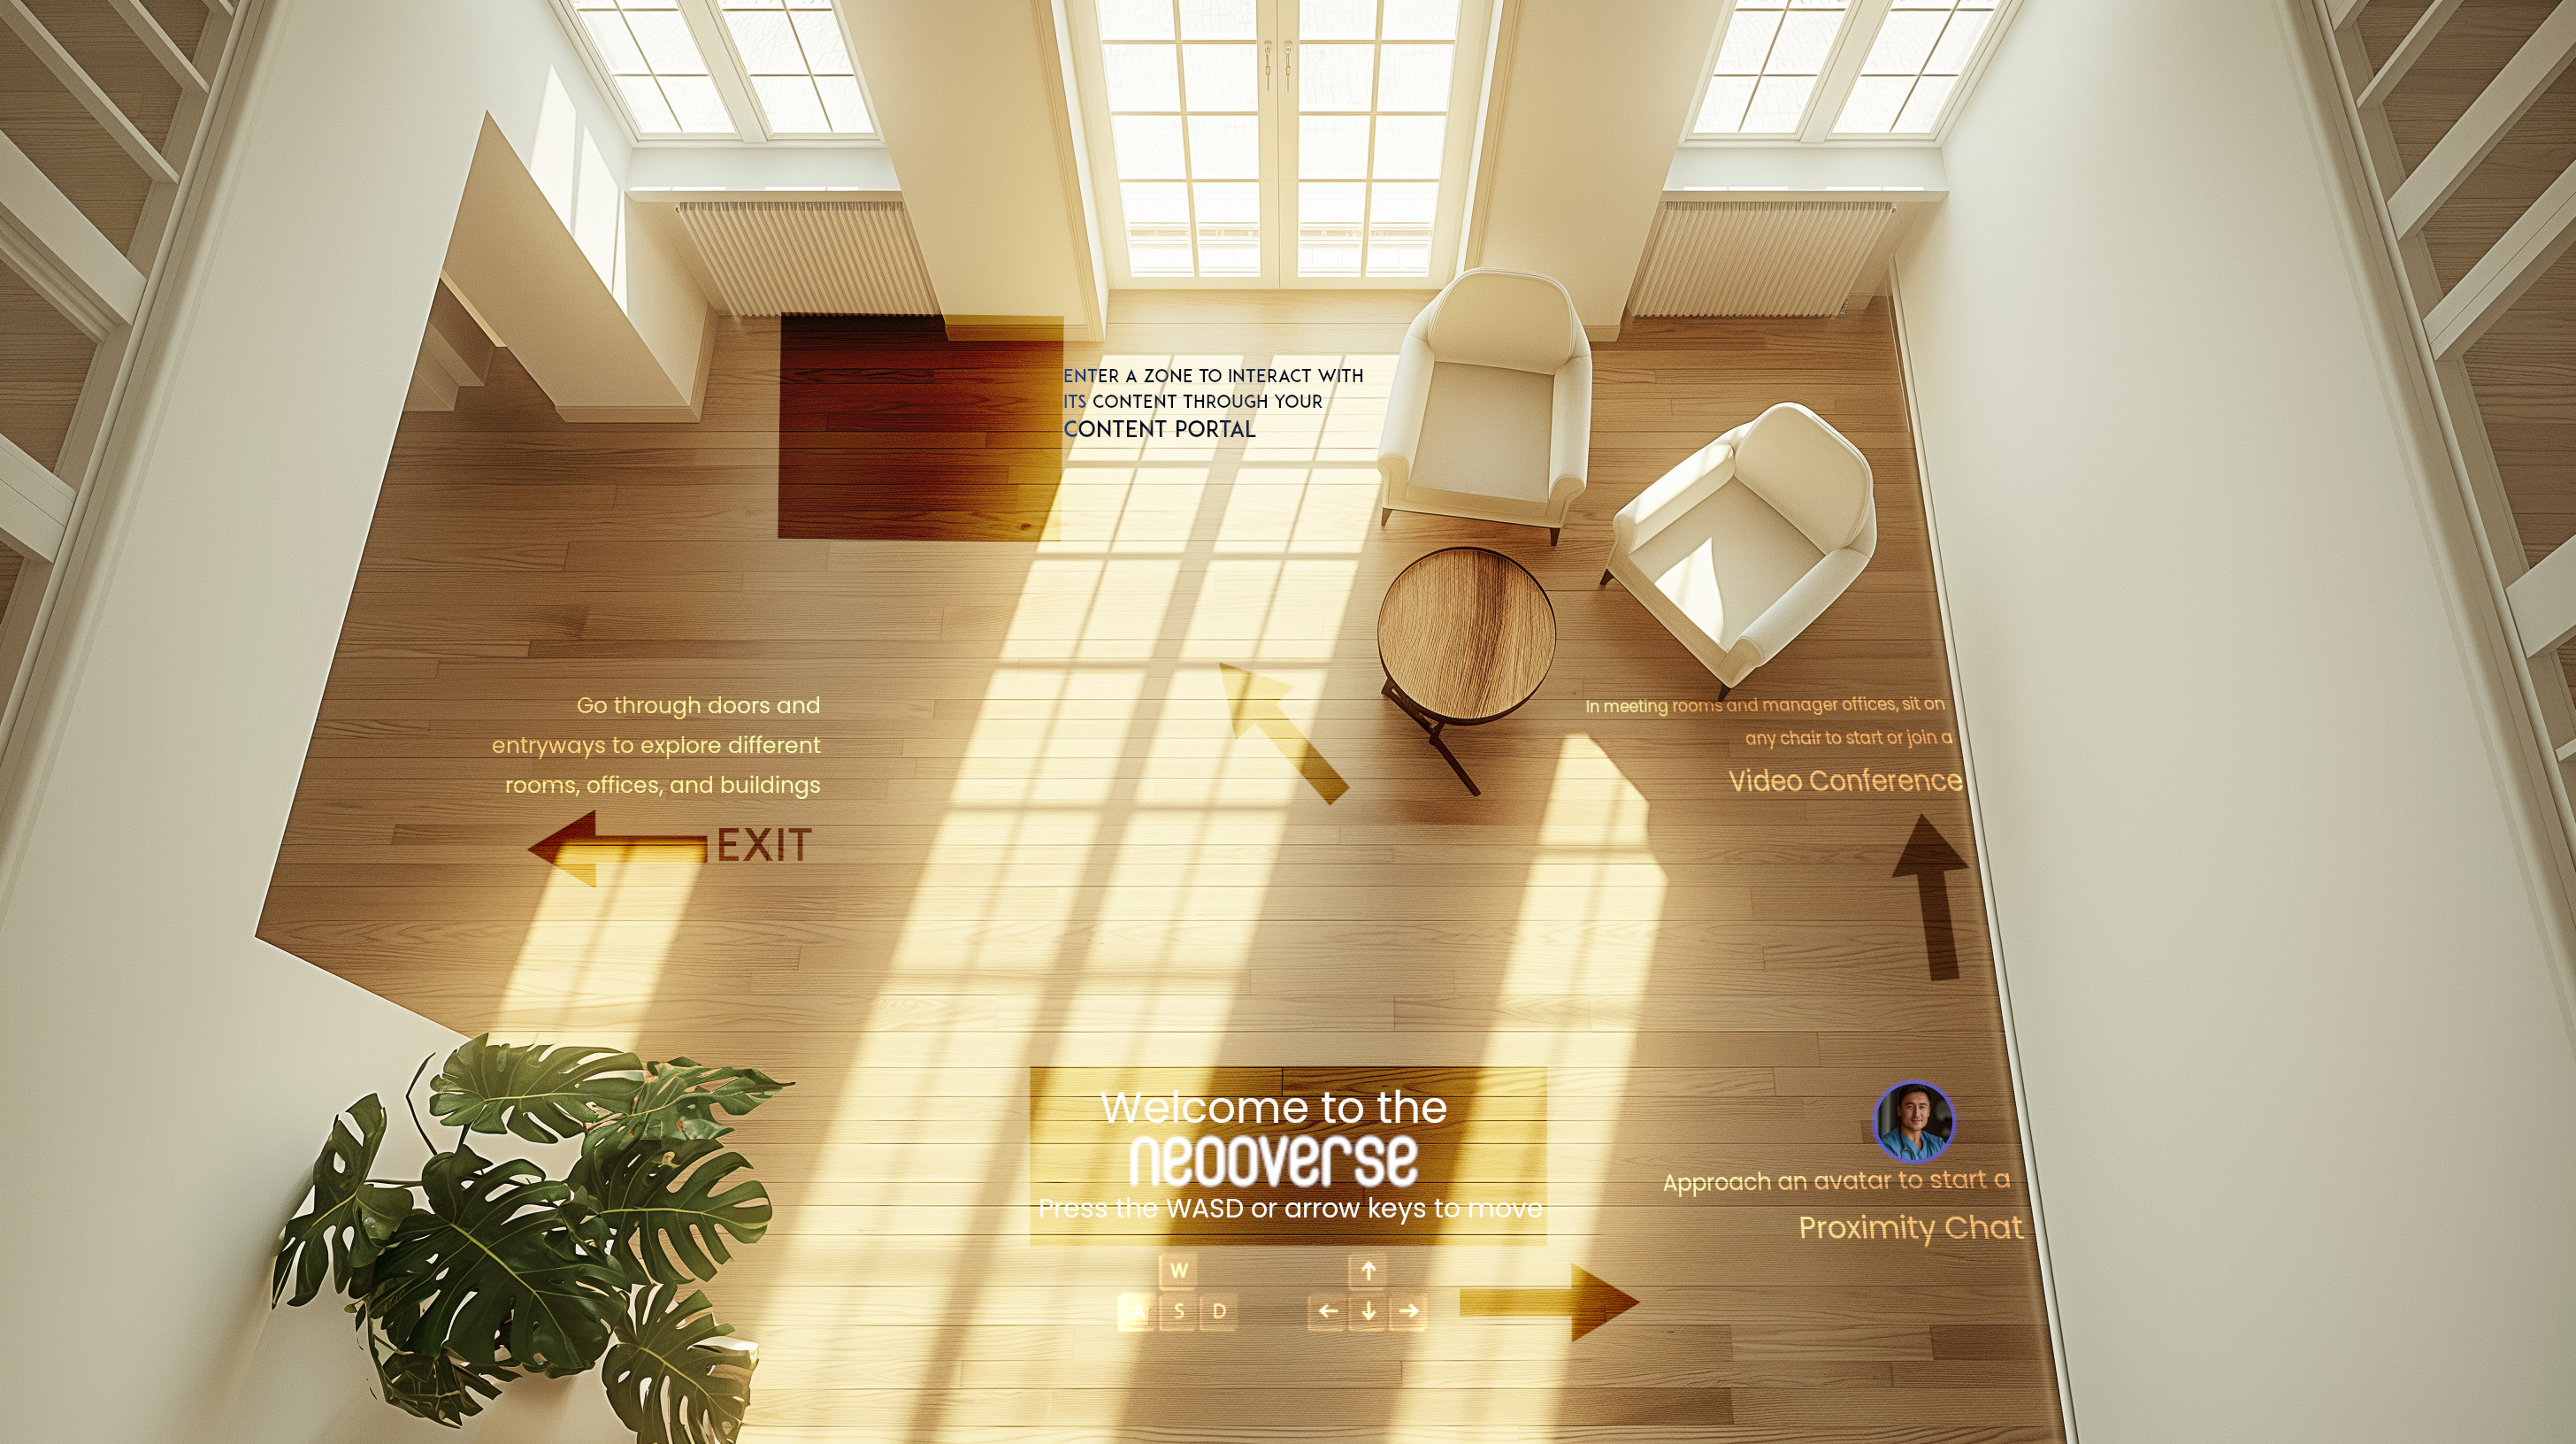 ENTER A ZONE TO INTERACT WITH
ITS CONTENT THROUGH YOUR
CONTENT PORTAL
Go through doors and
entryways to explore different
rooms, offices, and buildings
EXIT
In meeting rooms and manager offices, sit on
any chair to start or join a
Video Conference
Welcome to the
neooverse
Press the WASD or arrow keys to move
W
A S D
↑
← ↓ →
Approach an avatar to start a
Proximity Chat